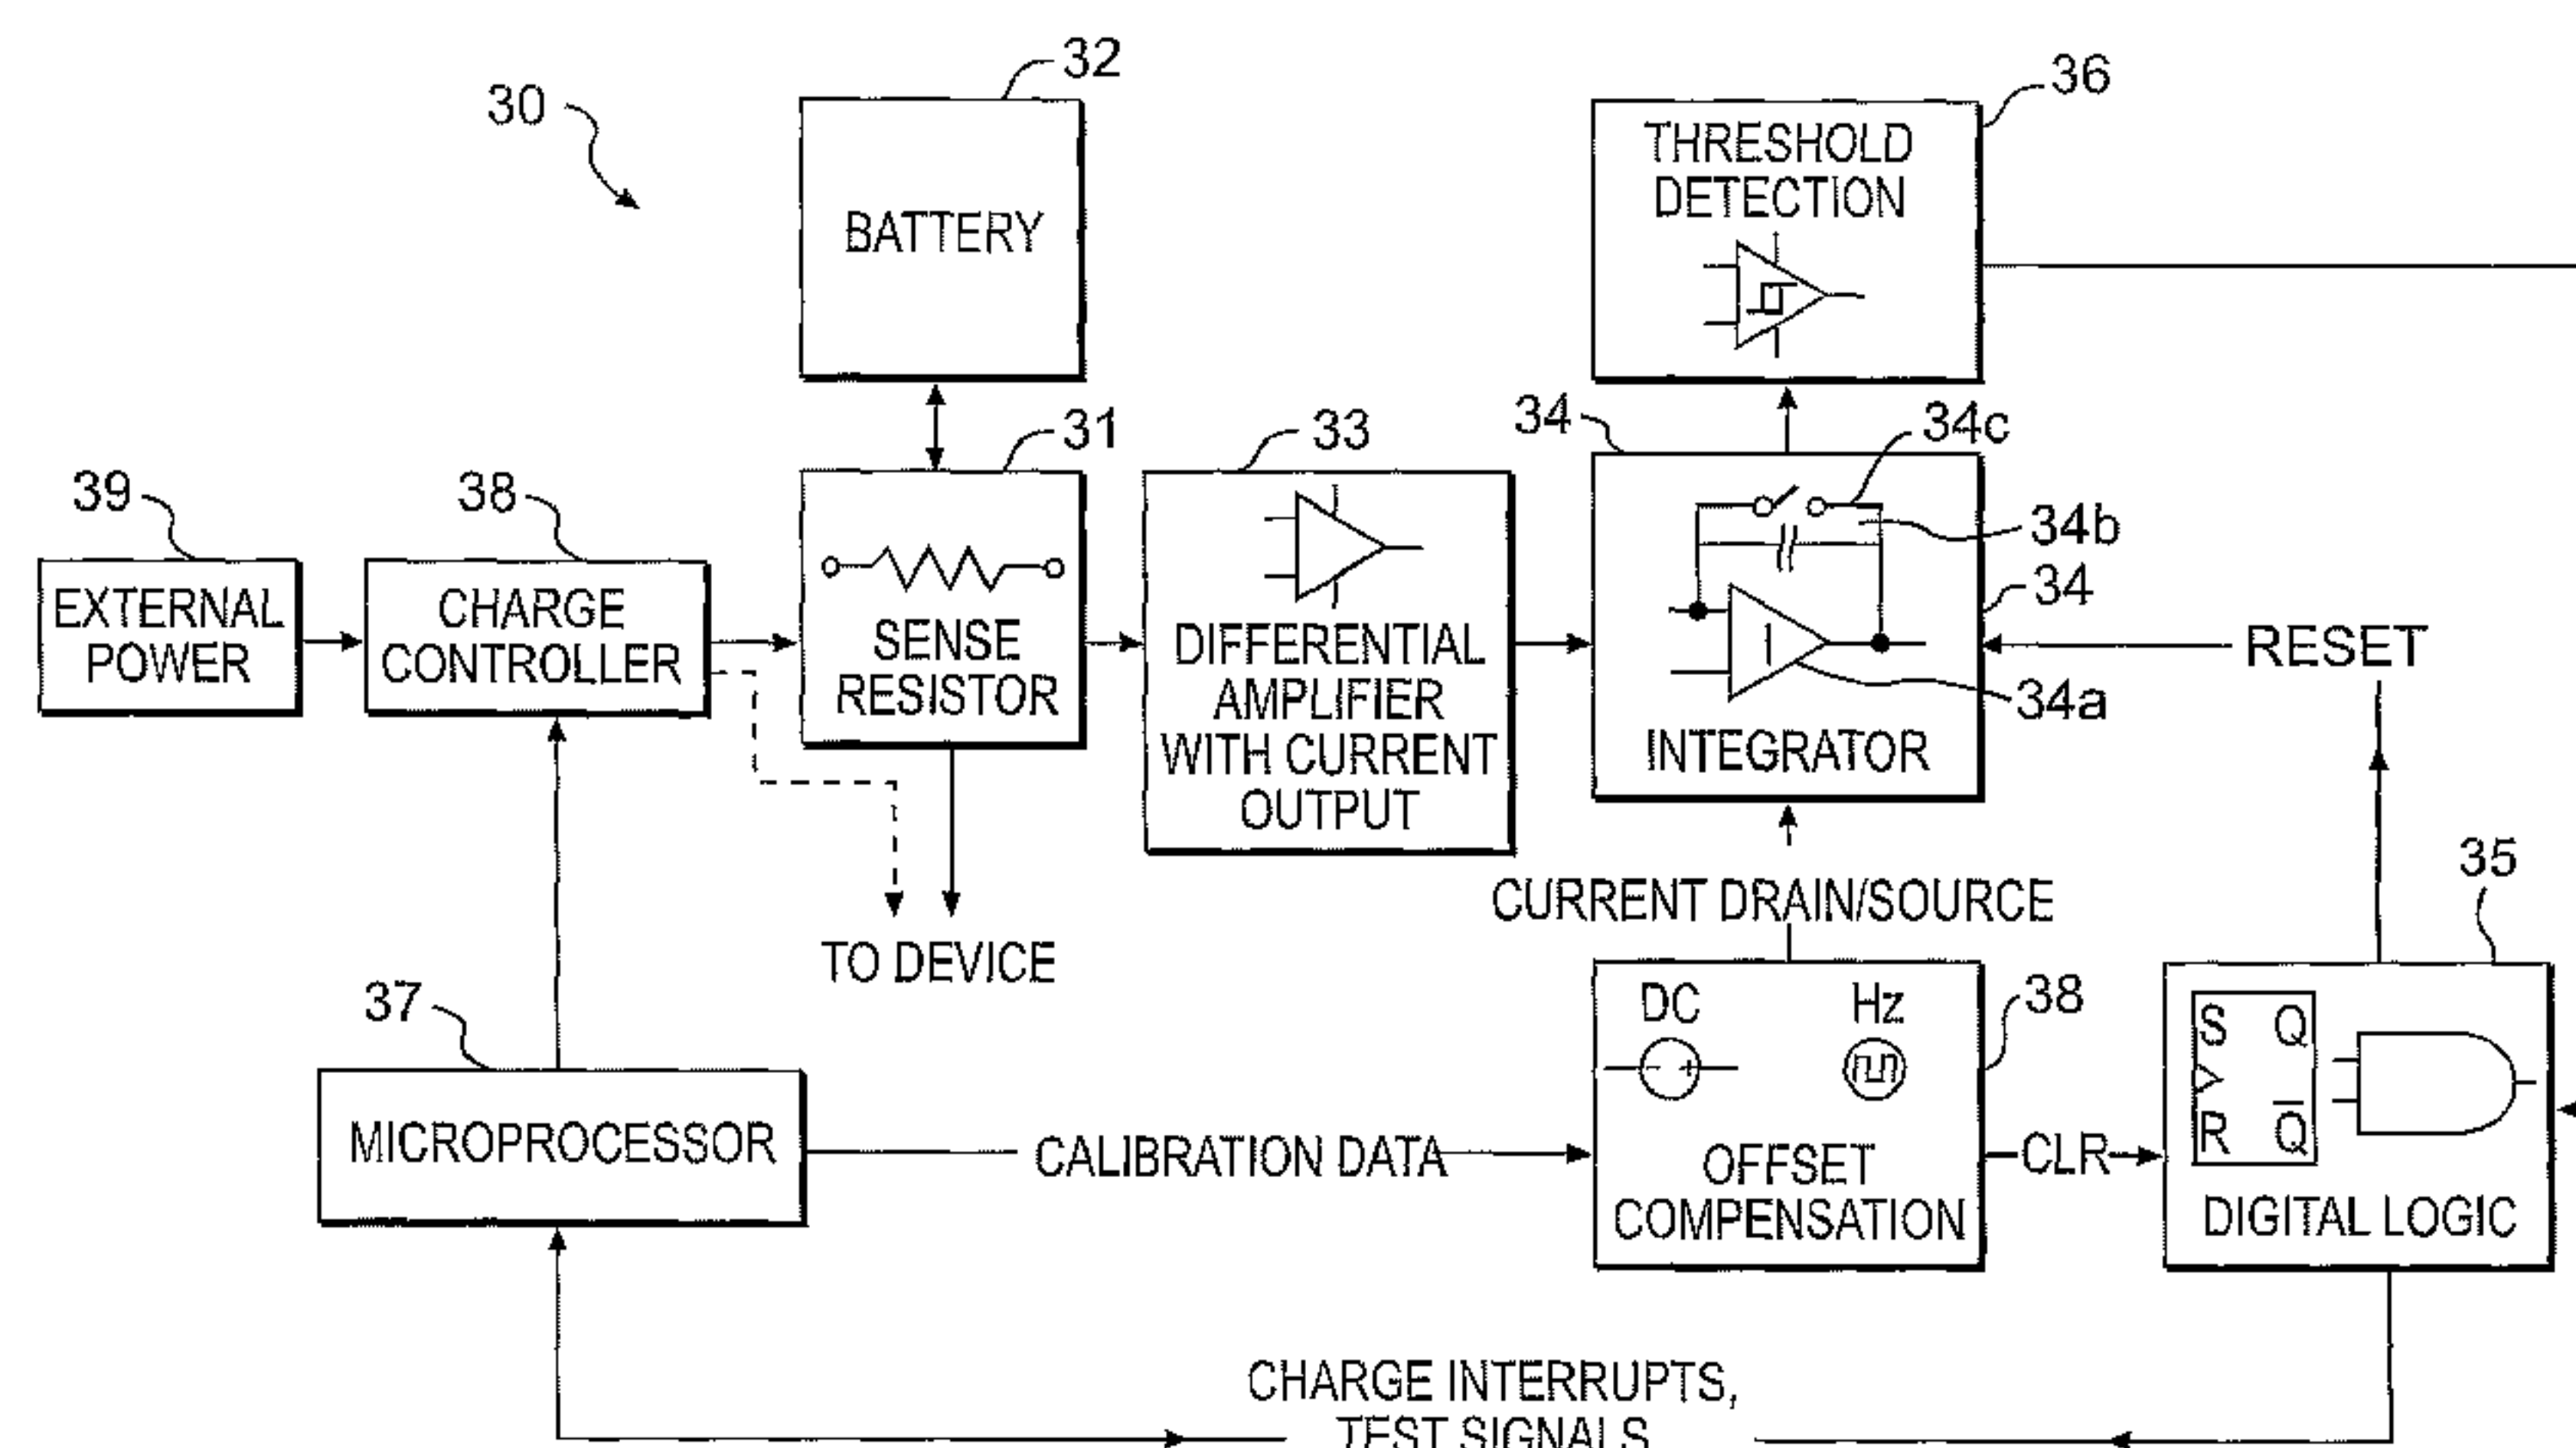 30
32
BATTERY
36
THRESHOLD
DETECTION
39
EXTERNAL
POWER
38
CHARGE
CONTROLLER
31
SENSE
RESISTOR
33
DIFFERENTIAL
AMPLIFIER
WITH CURRENT
OUTPUT
34
34c
34b
34
34a
INTEGRATOR
RESET
TO DEVICE
CURRENT DRAIN/SOURCE
35
37
MICROPROCESSOR
CALIBRATION DATA
38
DC Hz
OFFSET
COMPENSATION
CLR
S Q
R Q̅
DIGITAL LOGIC
CHARGE INTERRUPTS,
TEST SIGNALS